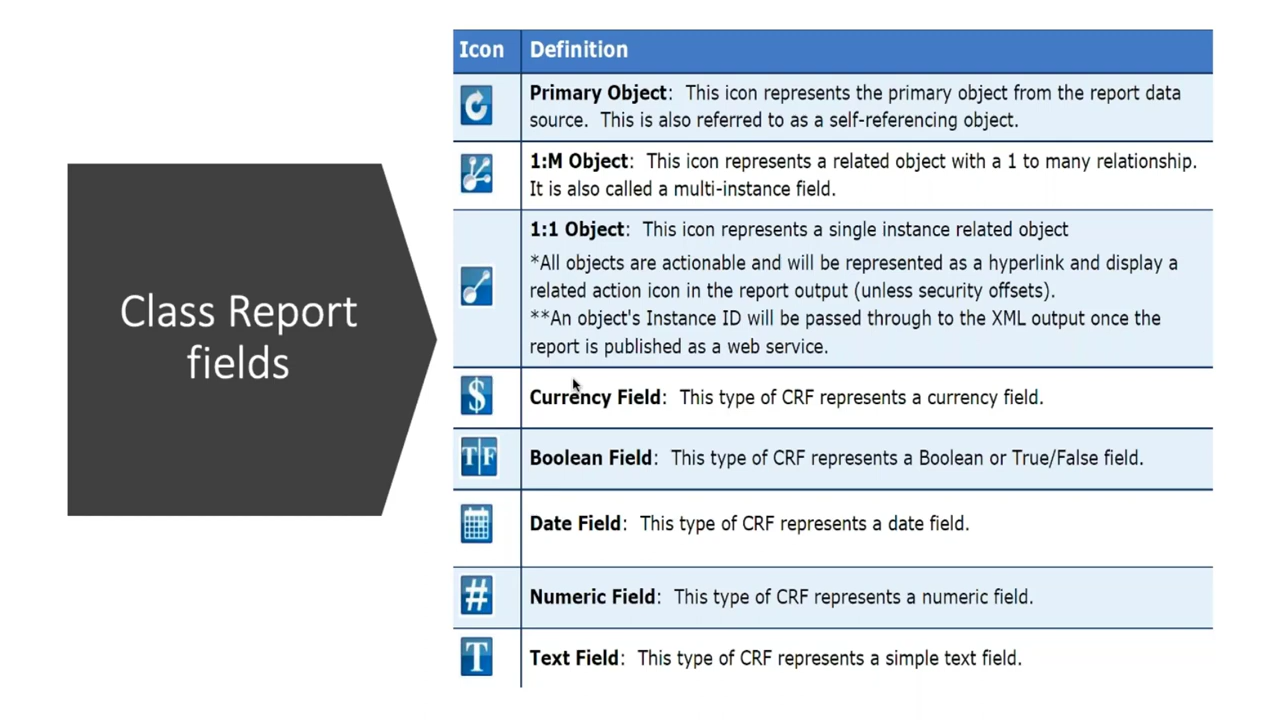 Class Report
fields
Icon Definition
Primary Object: This icon represents the primary object from the report data
source. This is also referred to as a self-referencing object.
1:M Object: This icon represents a related object with a 1 to many relationship.
It is also called a multi-instance field.
1:1 Object: This icon represents a single instance related object
*All objects are actionable and will be represented as a hyperlink and display a
related action icon in the report output (unless security offsets).
**An object's Instance ID will be passed through to the XML output once the
report is published as a web service.
$ Currency Field: This type of CRF represents a currency field.
T|F Boolean Field: This type of CRF represents a Boolean or True/False field.
Date Field: This type of CRF represents a date field.
# Numeric Field: This type of CRF represents a numeric field.
T Text Field: This type of CRF represents a simple text field.